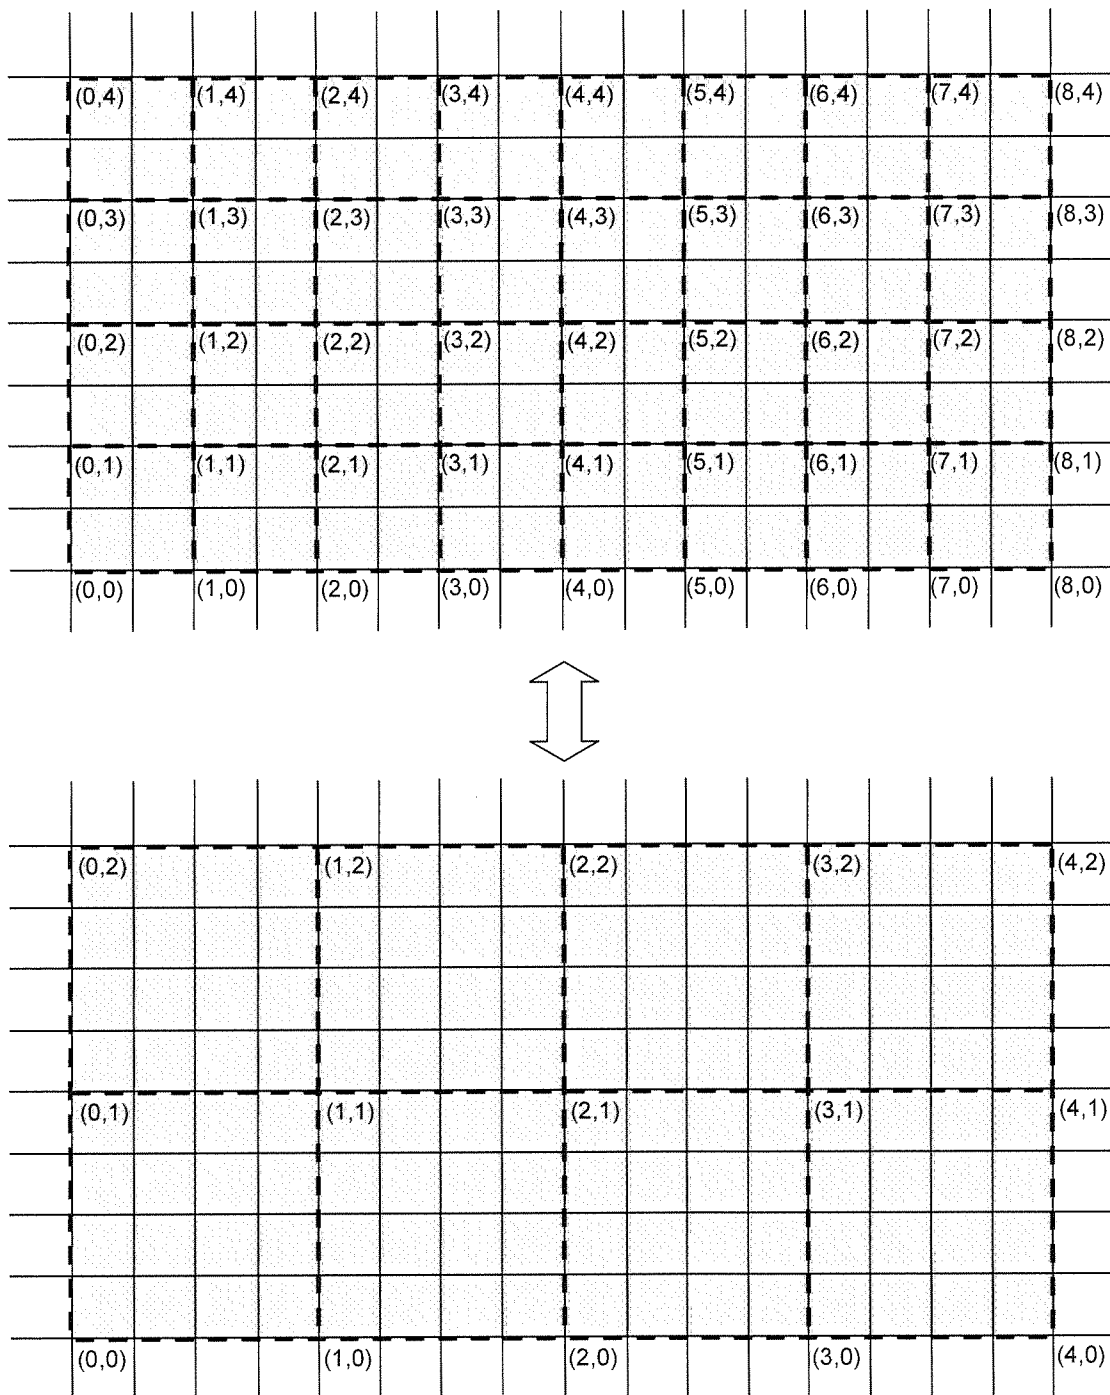 (0,4) (1,4) (2,4) (3,4) (4,4) (5,4) (6,4) (7,4) (8,4)
(0,3) (1,3) (2,3) (3,3) (4,3) (5,3) (6,3) (7,3) (8,3)
(0,2) (1,2) (2,2) (3,2) (4,2) (5,2) (6,2) (7,2) (8,2)
(0,1) (1,1) (2,1) (3,1) (4,1) (5,1) (6,1) (7,1) (8,1)
(0,0) (1,0) (2,0) (3,0) (4,0) (5,0) (6,0) (7,0) (8,0)
(0,2) (1,2) (2,2) (3,2) (4,2)
(0,1) (1,1) (2,1) (3,1) (4,1)
(0,0) (1,0) (2,0) (3,0) (4,0)